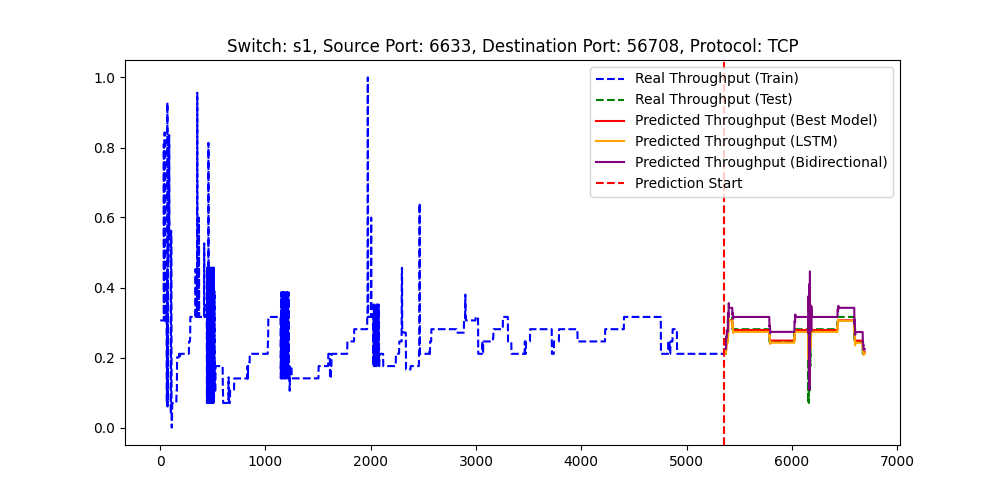 Switch: s1, Source Port: 6633, Destination Port: 56708, Protocol: TCP
1.0
0.8
0.6
0.4
0.2
0.0
Real Throughput (Train)
Real Throughput (Test)
Predicted Throughput (Best Model)
Predicted Throughput (LSTM)
Predicted Throughput (Bidirectional)
Prediction Start
0 1000 2000 3000 4000 5000 6000 7000